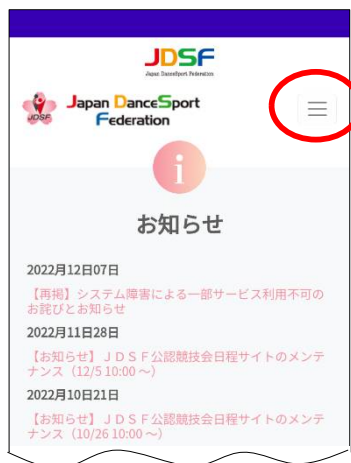 JDSF
Japan DanceSport Federation
JDSF
Japan DanceSport
Federation
i
お知らせ
2022月12日07日
【再掲】システム障害による一部サービス利用不可の
お詫びとお知らせ
2022月11日28日
【お知らせ】ＪＤＳＦ公認競技会日程サイトのメンテ
ナンス（12/5 10:00 ～）
2022月10日21日
【お知らせ】ＪＤＳＦ公認競技会日程サイトのメンテ
ナンス（10/26 10:00 ～）